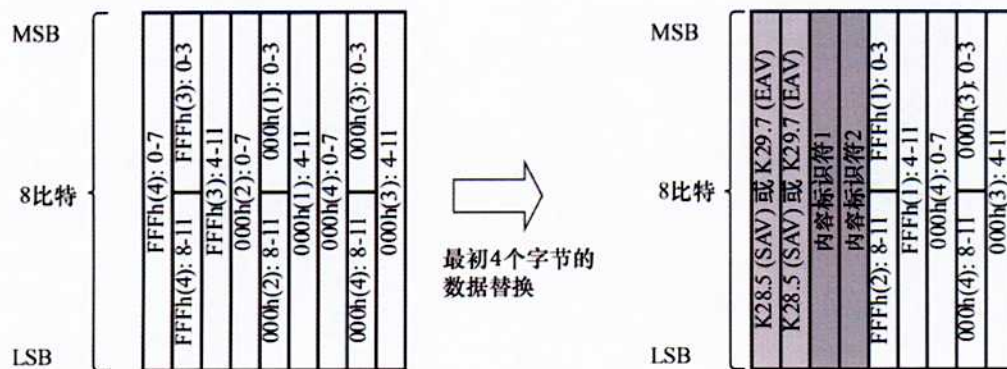 MSB
8比特
LSB
FFFh(4): 0-7
FFFh(4): 8-11
FFFh(3): 0-3
FFFh(3): 4-11
000h(2): 0-7
000h(2): 8-11
000h(1): 0-3
000h(1): 4-11
000h(4): 0-7
000h(4): 8-11
000h(3): 0-3
000h(3): 4-11
最初4个字节的
数据替换
MSB
8比特
LSB
K28.5 (SAV) 或 K29.7 (EAV)
K28.5 (SAV) 或 K29.7 (EAV)
内容标识符1
内容标识符2
FFFh(2): 8-11
FFFh(1): 0-3
FFFh(1): 4-11
000h(4): 0-7
000h(4): 8-11
000h(3): 0-3
000h(3): 4-11